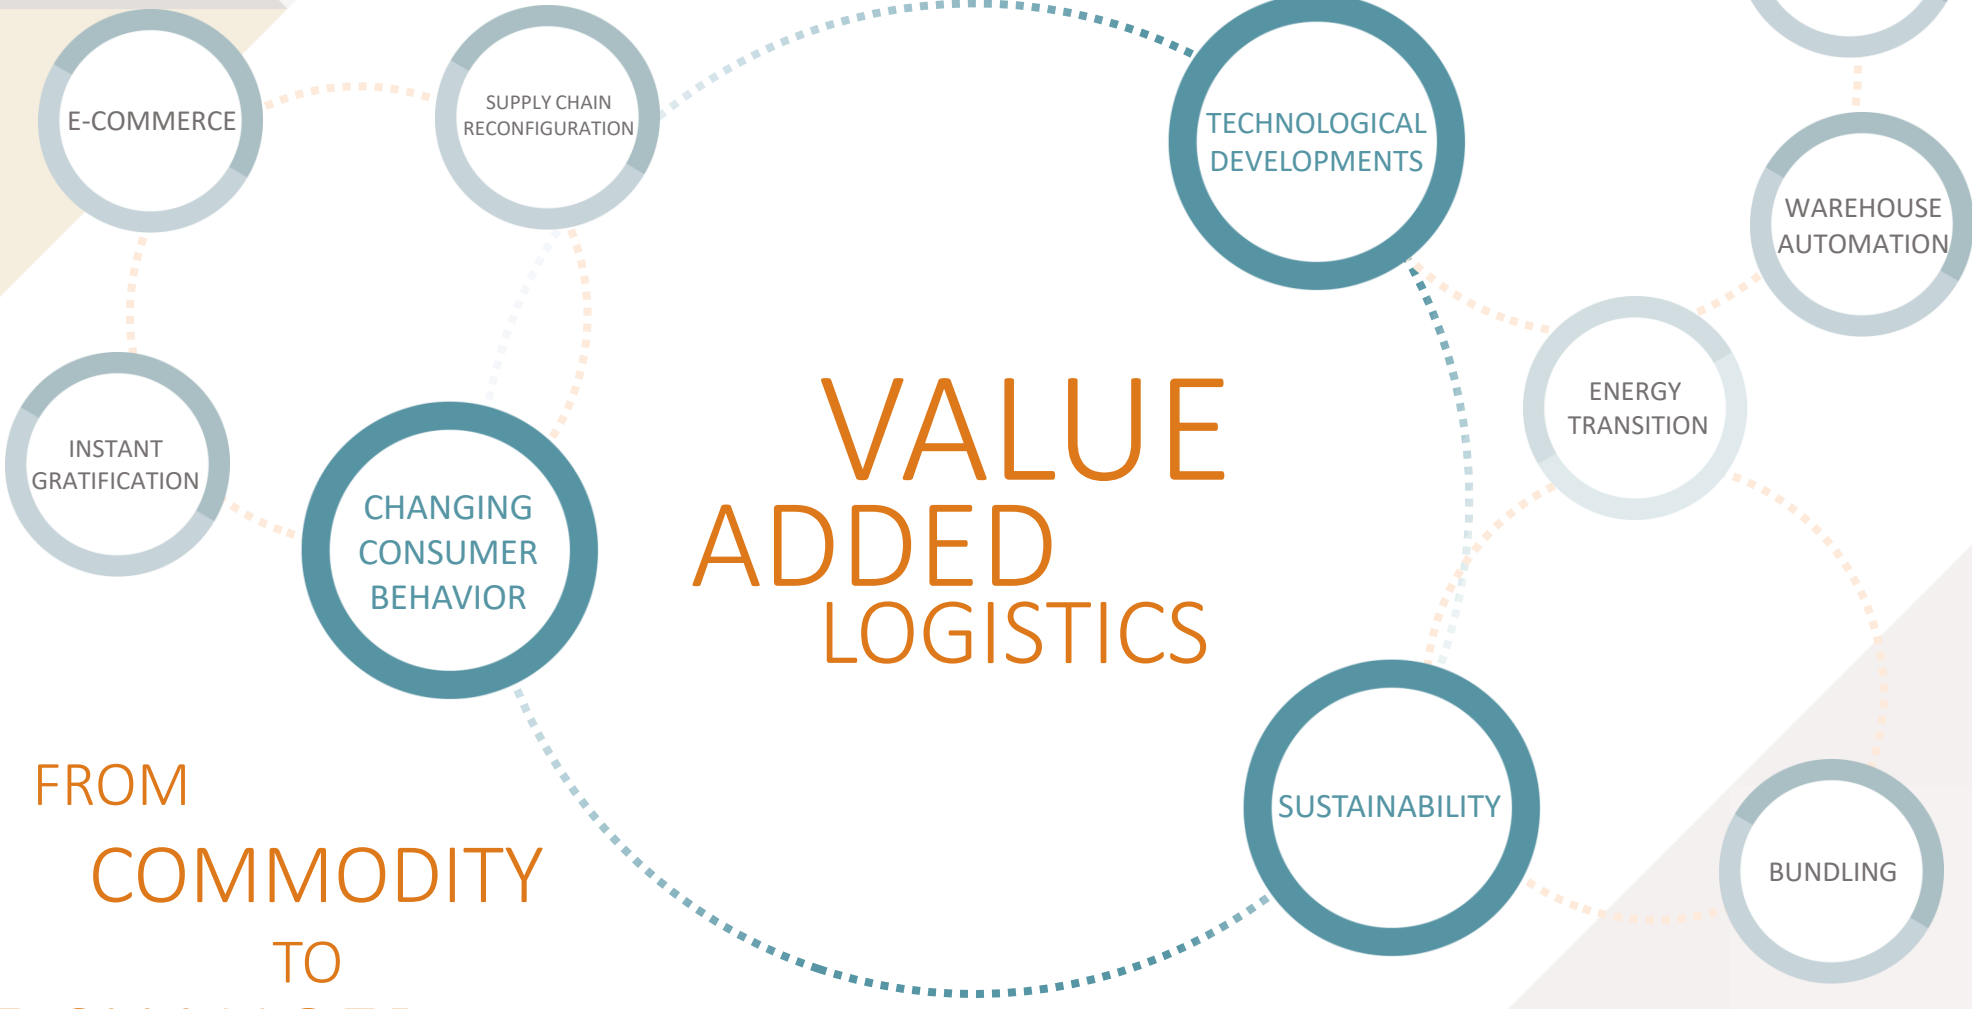 E-COMMERCE
SUPPLY CHAIN
RECONFIGURATION
TECHNOLOGICAL
DEVELOPMENTS
WAREHOUSE
AUTOMATION
ENERGY
TRANSITION
INSTANT
GRATIFICATION
CHANGING
CONSUMER
BEHAVIOR
VALUE
ADDED
LOGISTICS
SUSTAINABILITY
BUNDLING
FROM
COMMODITY
TO